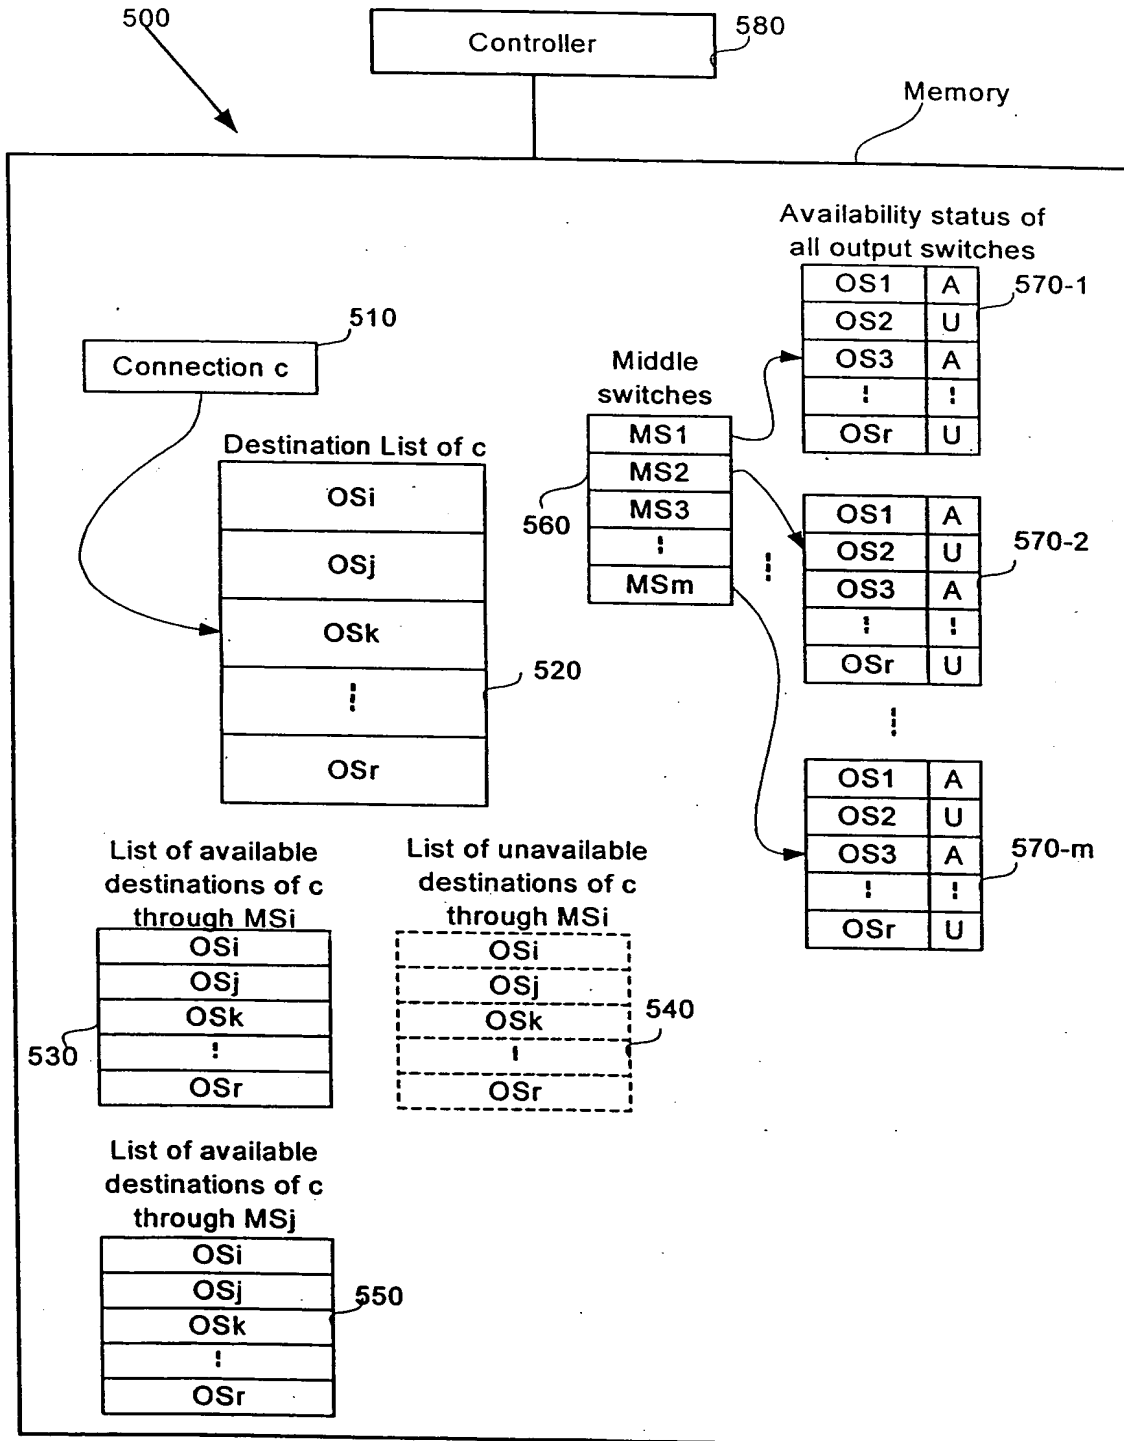 500
Controller
580
Memory
Availability status of
all output switches
OS1 A
OS2 U
OS3 A
OSr U
570-1
510
Connection c
Middle
switches
MS1
MS2
MS3
MSm
560
OS1 A
OS2 U
OS3 A
OSr U
570-2
Destination List of c
OSi
OSj
OSk
OSr
520
OS1 A
OS2 U
OS3 A
OSr U
570-m
List of available
destinations of c
through MSi
OSi
OSj
OSk
OSr
530
List of unavailable
destinations of c
through MSi
OSi
OSj
OSk
OSr
540
List of available
destinations of c
through MSj
OSi
OSj
OSk
OSr
550